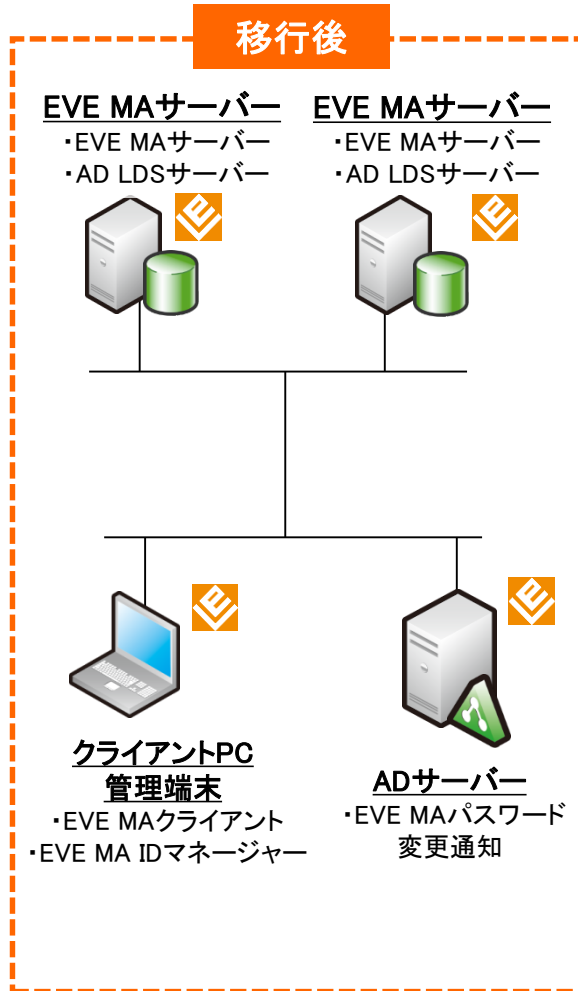 移行後
EVE MAサーバー
・EVE MAサーバー
・AD LDSサーバー
EVE MAサーバー
・EVE MAサーバー
・AD LDSサーバー
クライアントPC
管理端末
・EVE MAクライアント
・EVE MA IDマネージャー
ADサーバー
・EVE MAパスワード
変更通知